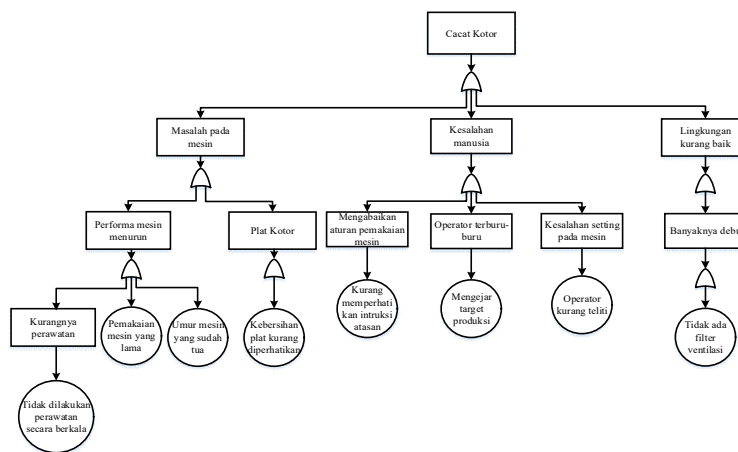 Cacat Kotor
Masalah pada
mesin
Kesalahan
manusia
Lingkungan
kurang baik
Performa mesin
menurun
Plat Kotor
Mengabaikan
aturan pemakaian
mesin
Operator terburu-
buru
Kesalahan setting
pada mesin
Banyaknya debu
Kurangnya
perawatan
Pemakaian
mesin yang
lama
Umur mesin
yang sudah
tua
Kebersihan
plat kurang
diperhatikan
Kurang
memperhati
kan intruksi
atasan
Mengejar
target
produksi
Operator
kurang teliti
Tidak ada
filter
ventilasi
Tidak dilakukan
perawatan
secara berkala